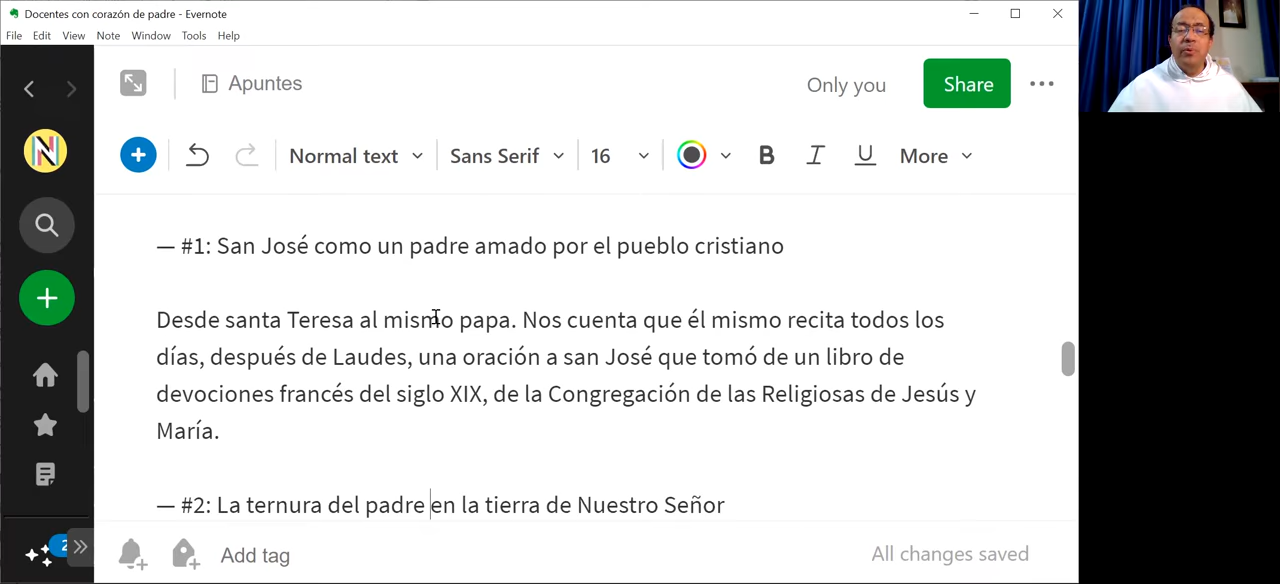 Docentes con corazón de padre - Evernote
File Edit View Note Window Tools Help
Apuntes
Only you
Share
Normal text
Sans Serif
16
B
I
U
More
— #1: San José como un padre amado por el pueblo cristiano
Desde santa Teresa al mismo papa. Nos cuenta que él mismo recita todos los
días, después de Laudes, una oración a san José que tomó de un libro de
devociones francés del siglo XIX, de la Congregación de las Religiosas de Jesús y
María.
— #2: La ternura del padre en la tierra de Nuestro Señor
2
Add tag
All changes saved